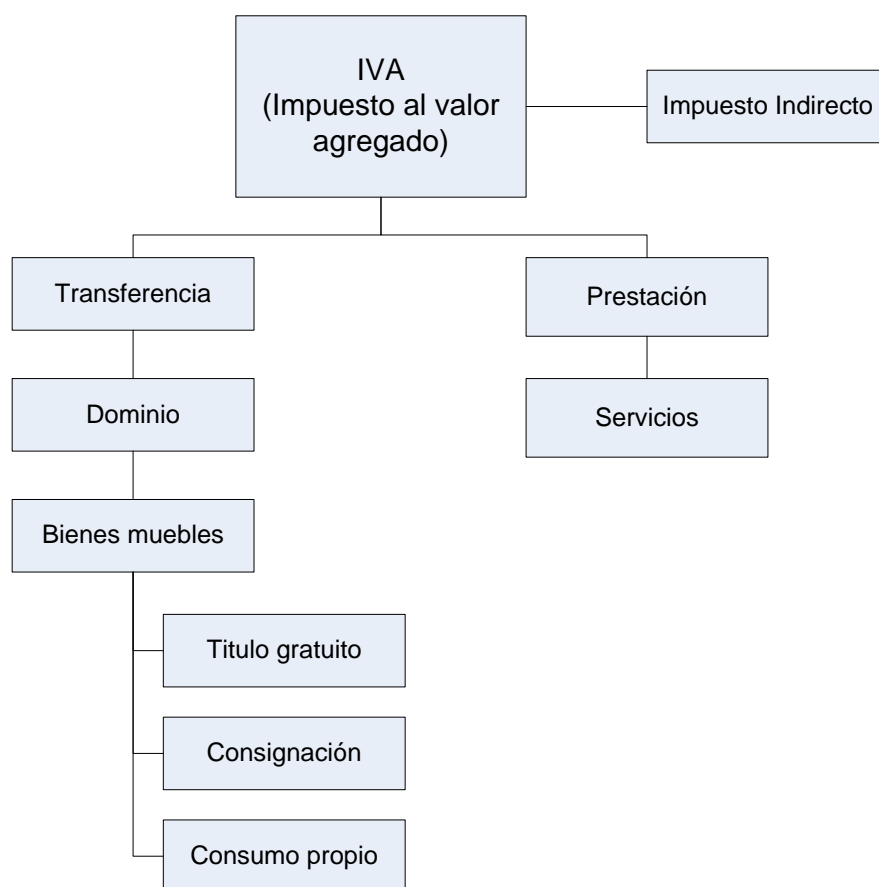 IVA
(Impuesto al valor
agregado)
Impuesto Indirecto
Transferencia
Prestación
Dominio
Servicios
Bienes muebles
Titulo gratuito
Consignación
Consumo propio